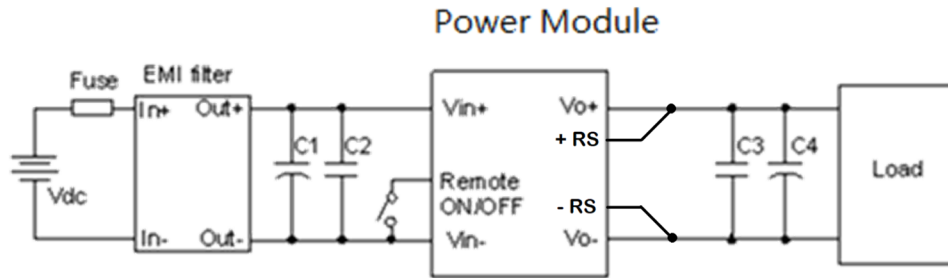 Power Module
Fuse
EMI filter
In+
Out+
Vin+
Vo+
+ RS
C1
C2
C3
C4
Load
Vdc
Remote
ON/OFF
- RS
In-
Out-
Vin-
Vo-